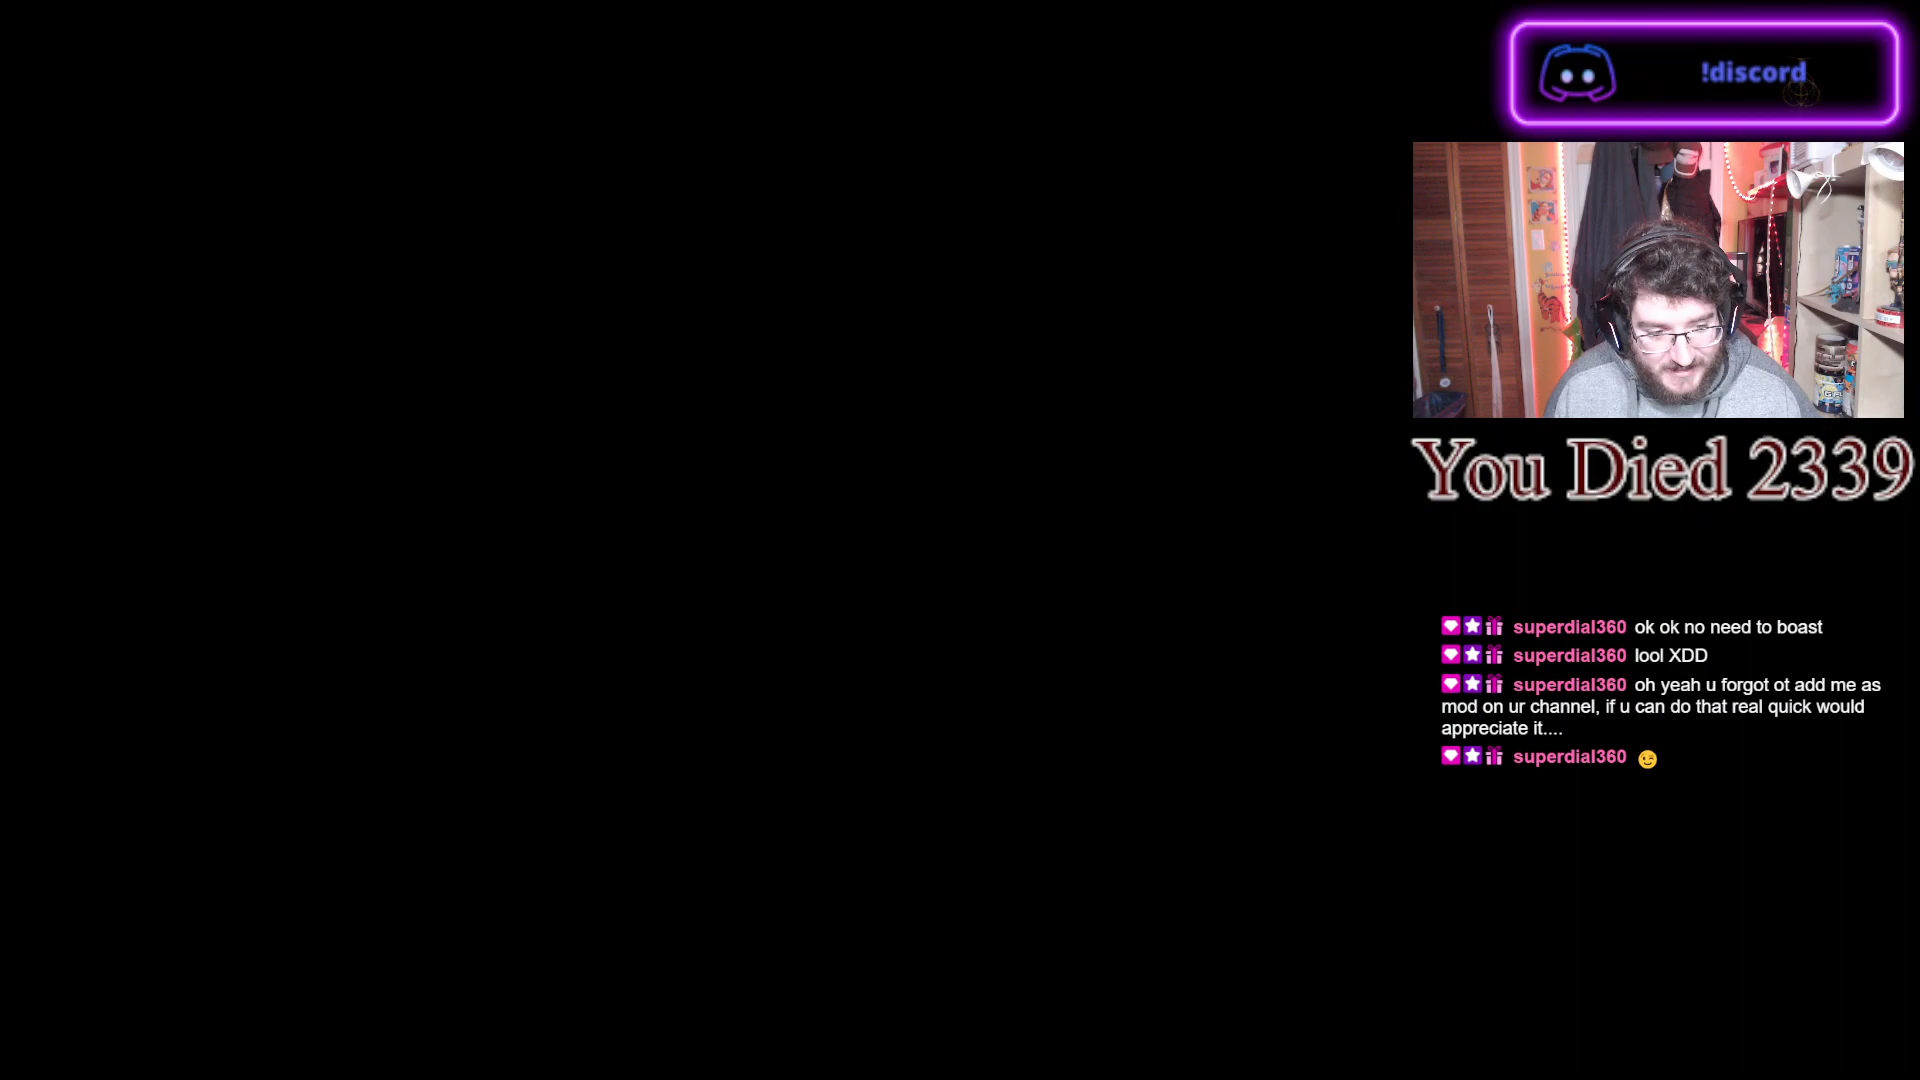 !discord
You Died 2339
superdial360 ok ok no need to boast
superdial360 lool XDD
superdial360 oh yeah u forgot ot add me as
mod on ur channel, if u can do that real quick would
appreciate it....
superdial360 😉